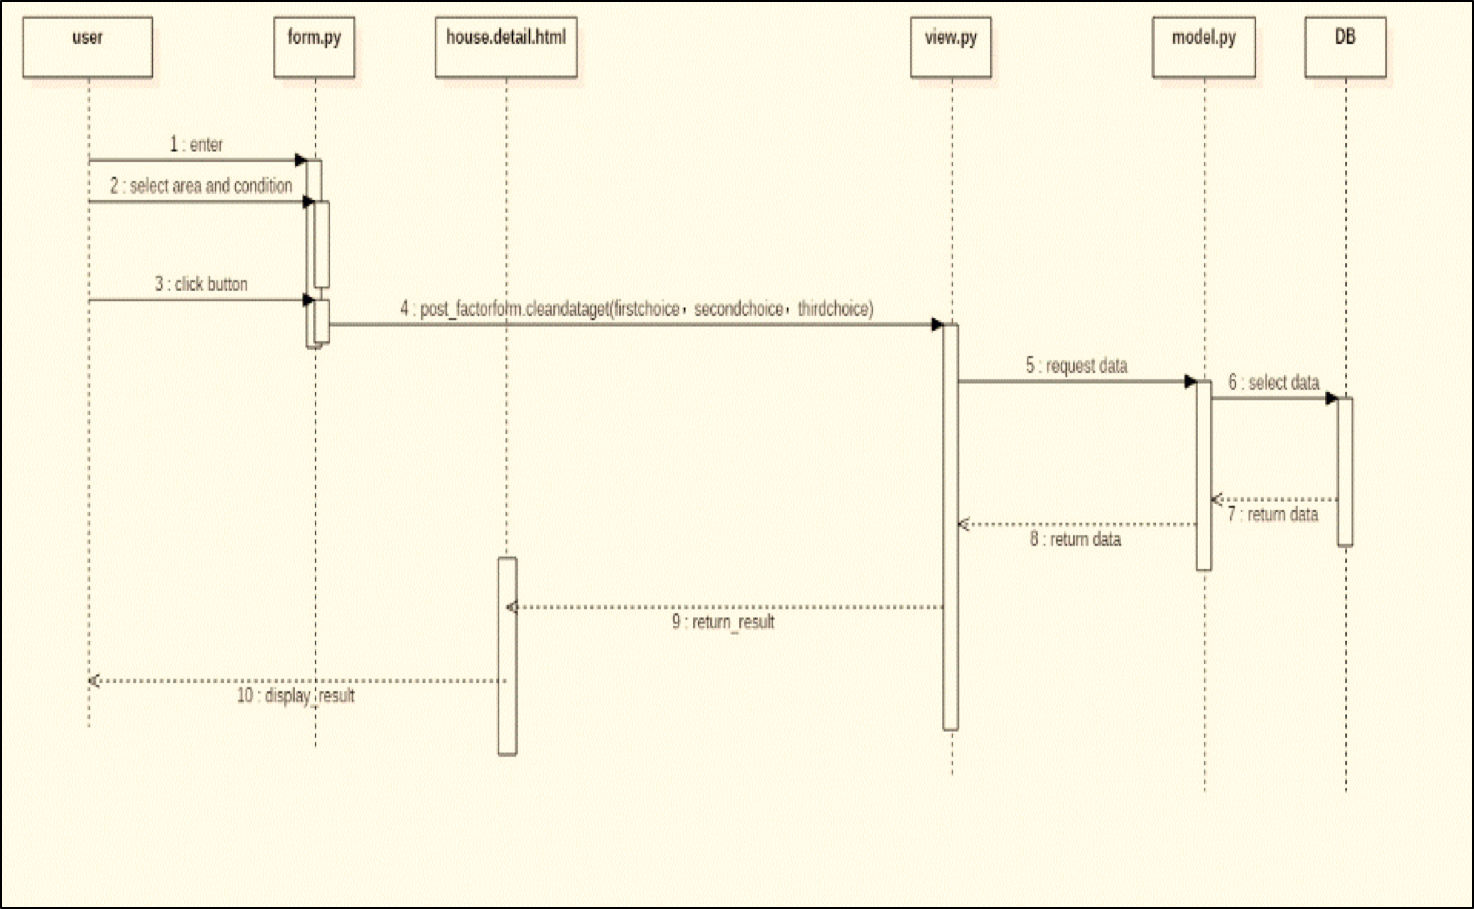 user
form.py
house.detail.html
view.py
model.py
DB
1 : enter
2 : select area and condition
3 : click button
4 : post_factorform.cleandataget(firstchoice，secondchoice，thirdchoice)
5 : request data
6 : select data
7 : return data
8 : return data
9 : return_result
10 : display_result